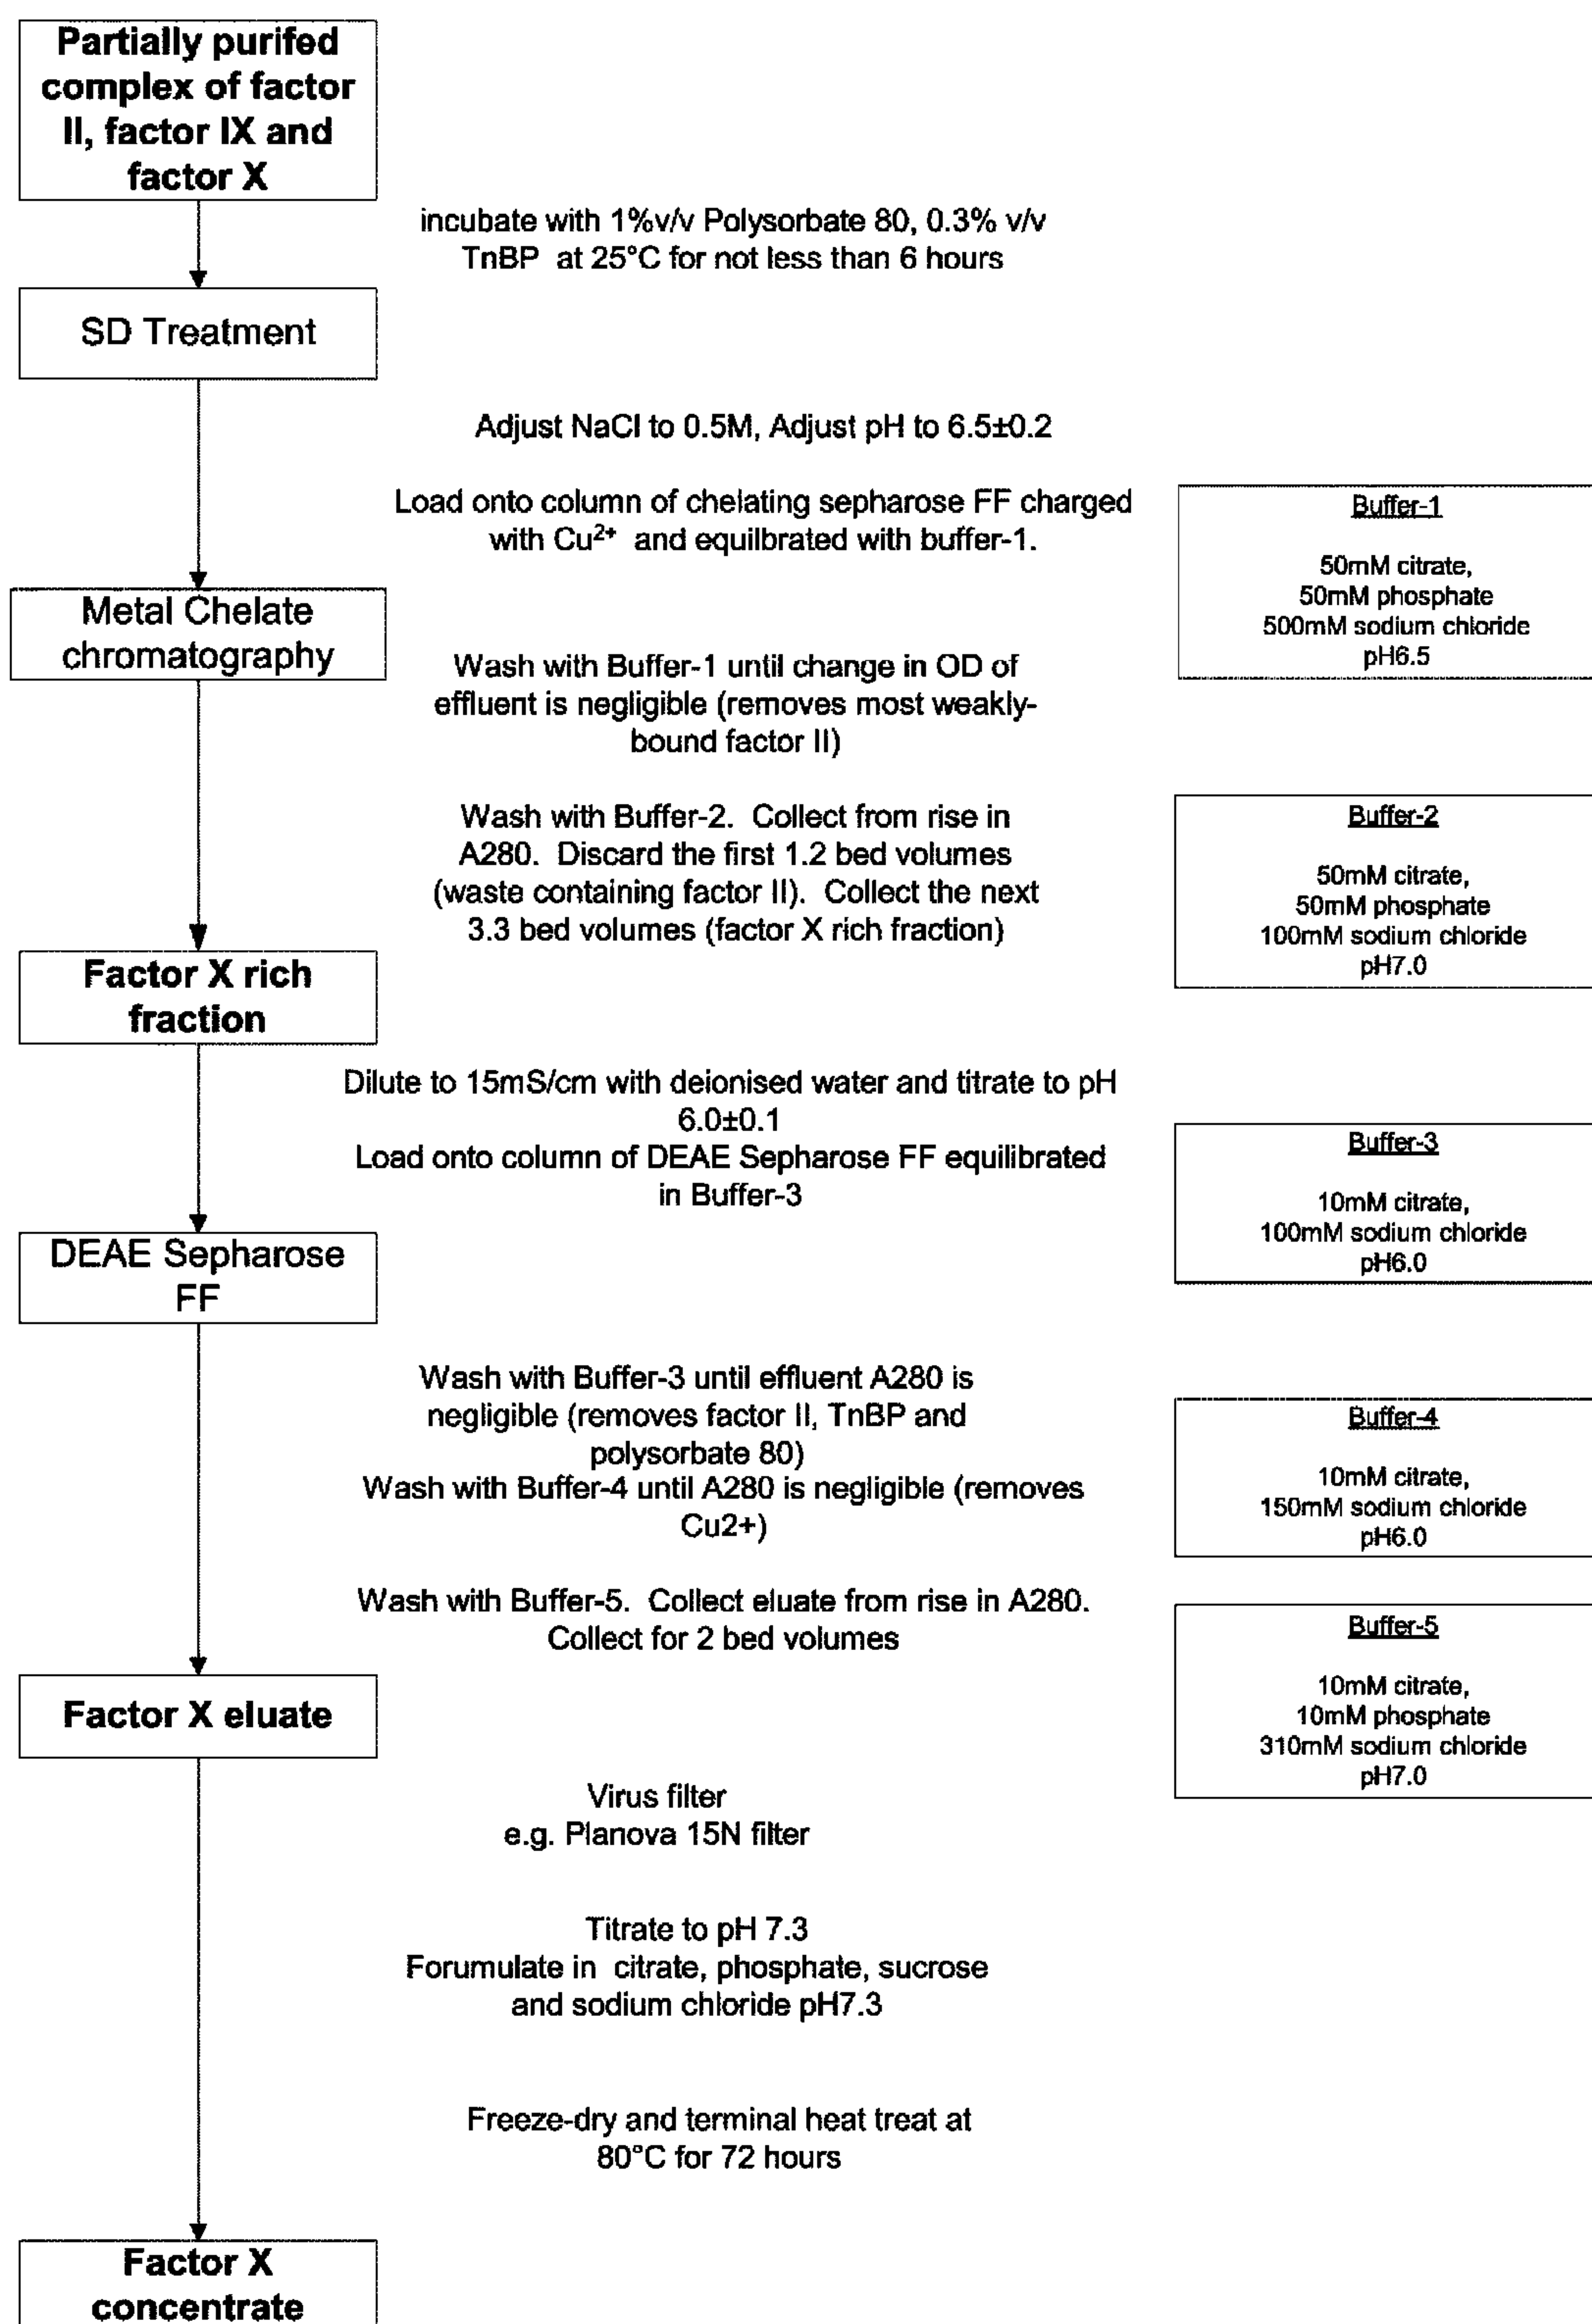 Partially purifed
complex of factor
II, factor IX and
factor X
incubate with 1%v/v Polysorbate 80, 0.3% v/v
TnBP at 25°C for not less than 6 hours
SD Treatment
Adjust NaCl to 0.5M, Adjust pH to 6.5±0.2
Load onto column of chelating sepharose FF charged
with Cu²⁺ and equilbrated with buffer-1.
Buffer-1
50mM citrate,
50mM phosphate
500mM sodium chloride
pH6.5
Metal Chelate
chromatography
Wash with Buffer-1 until change in OD of
effluent is negligible (removes most weakly-
bound factor II)
Wash with Buffer-2. Collect from rise in
A280. Discard the first 1.2 bed volumes
(waste containing factor II). Collect the next
3.3 bed volumes (factor X rich fraction)
Buffer-2
50mM citrate,
50mM phosphate
100mM sodium chloride
pH7.0
Factor X rich
fraction
Dilute to 15mS/cm with deionised water and titrate to pH
6.0±0.1
Load onto column of DEAE Sepharose FF equilibrated
in Buffer-3
Buffer-3
10mM citrate,
100mM sodium chloride
pH6.0
DEAE Sepharose
FF
Wash with Buffer-3 until effluent A280 is
negligible (removes factor II, TnBP and
polysorbate 80)
Wash with Buffer-4 until A280 is negligible (removes
Cu2+)
Buffer-4
10mM citrate,
150mM sodium chloride
pH6.0
Wash with Buffer-5. Collect eluate from rise in A280.
Collect for 2 bed volumes
Buffer-5
10mM citrate,
10mM phosphate
310mM sodium chloride
pH7.0
Factor X eluate
Virus filter
e.g. Planova 15N filter
Titrate to pH 7.3
Forumulate in citrate, phosphate, sucrose
and sodium chloride pH7.3
Freeze-dry and terminal heat treat at
80°C for 72 hours
Factor X
concentrate